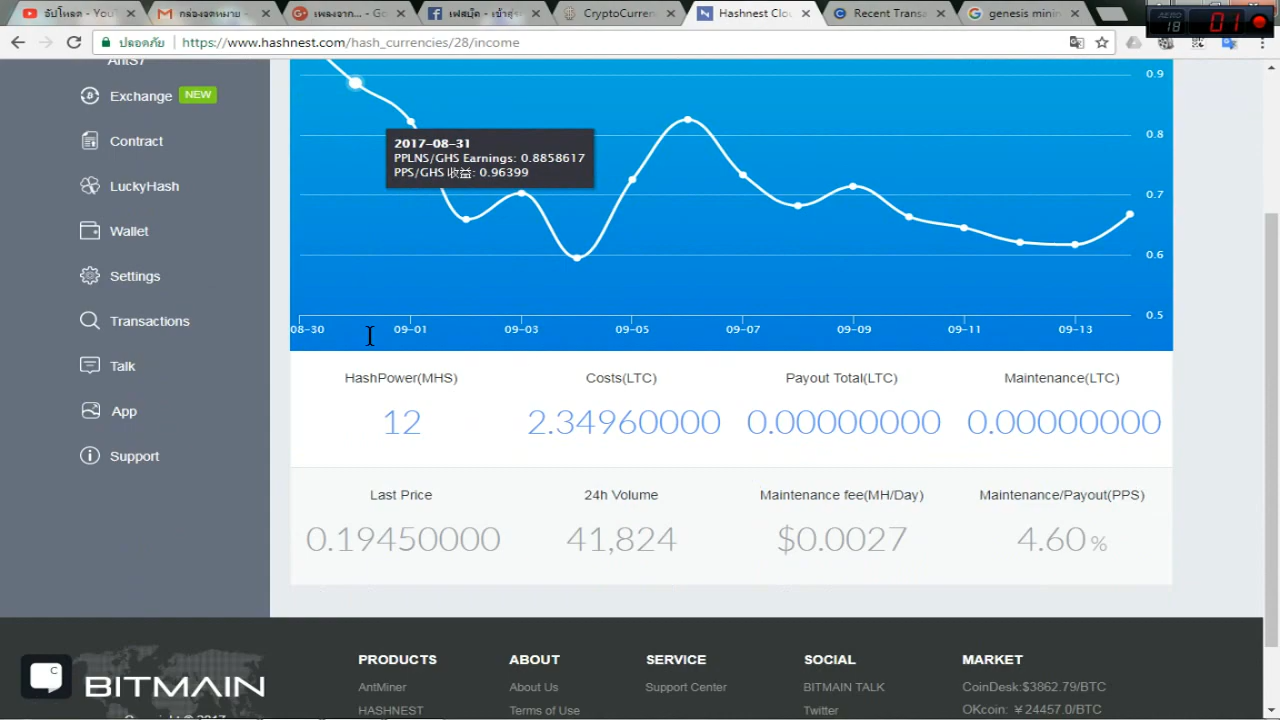 อัปโหลด - You
กล่องจดหมาย -
เพลงจาก... - Go
เฟสบุ๊ค - เข้าสู่ระ
CryptoCurren
Hashnest Clou
Recent Transa
genesis minin
AERO
18
01
ปลอดภัย
https://www.hashnest.com/hash_currencies/28/income
AntS7
Exchange NEW
Contract
LuckyHash
Wallet
Settings
Transactions
Talk
App
Support
0.9
0.8
0.7
0.6
0.5
2017-08-31
PPLNS/GHS Earnings: 0.8858617
PPS/GHS 收益: 0.96399
08-30 09-01 09-03 09-05 09-07 09-09 09-11 09-13
HashPower(MHS) Costs(LTC) Payout Total(LTC) Maintenance(LTC)
12 2.34960000 0.00000000 0.00000000
Last Price 24h Volume Maintenance fee(MH/Day) Maintenance/Payout(PPS)
0.19450000 41,824 $0.0027 4.60 %
C
BITMAIN
Copyright © 2017
PRODUCTS ABOUT SERVICE SOCIAL MARKET
AntMiner About Us Support Center BITMAIN TALK CoinDesk:$3862.79/BTC
HASHNEST Terms of Use Twitter OKcoin: ¥24457.0/BTC